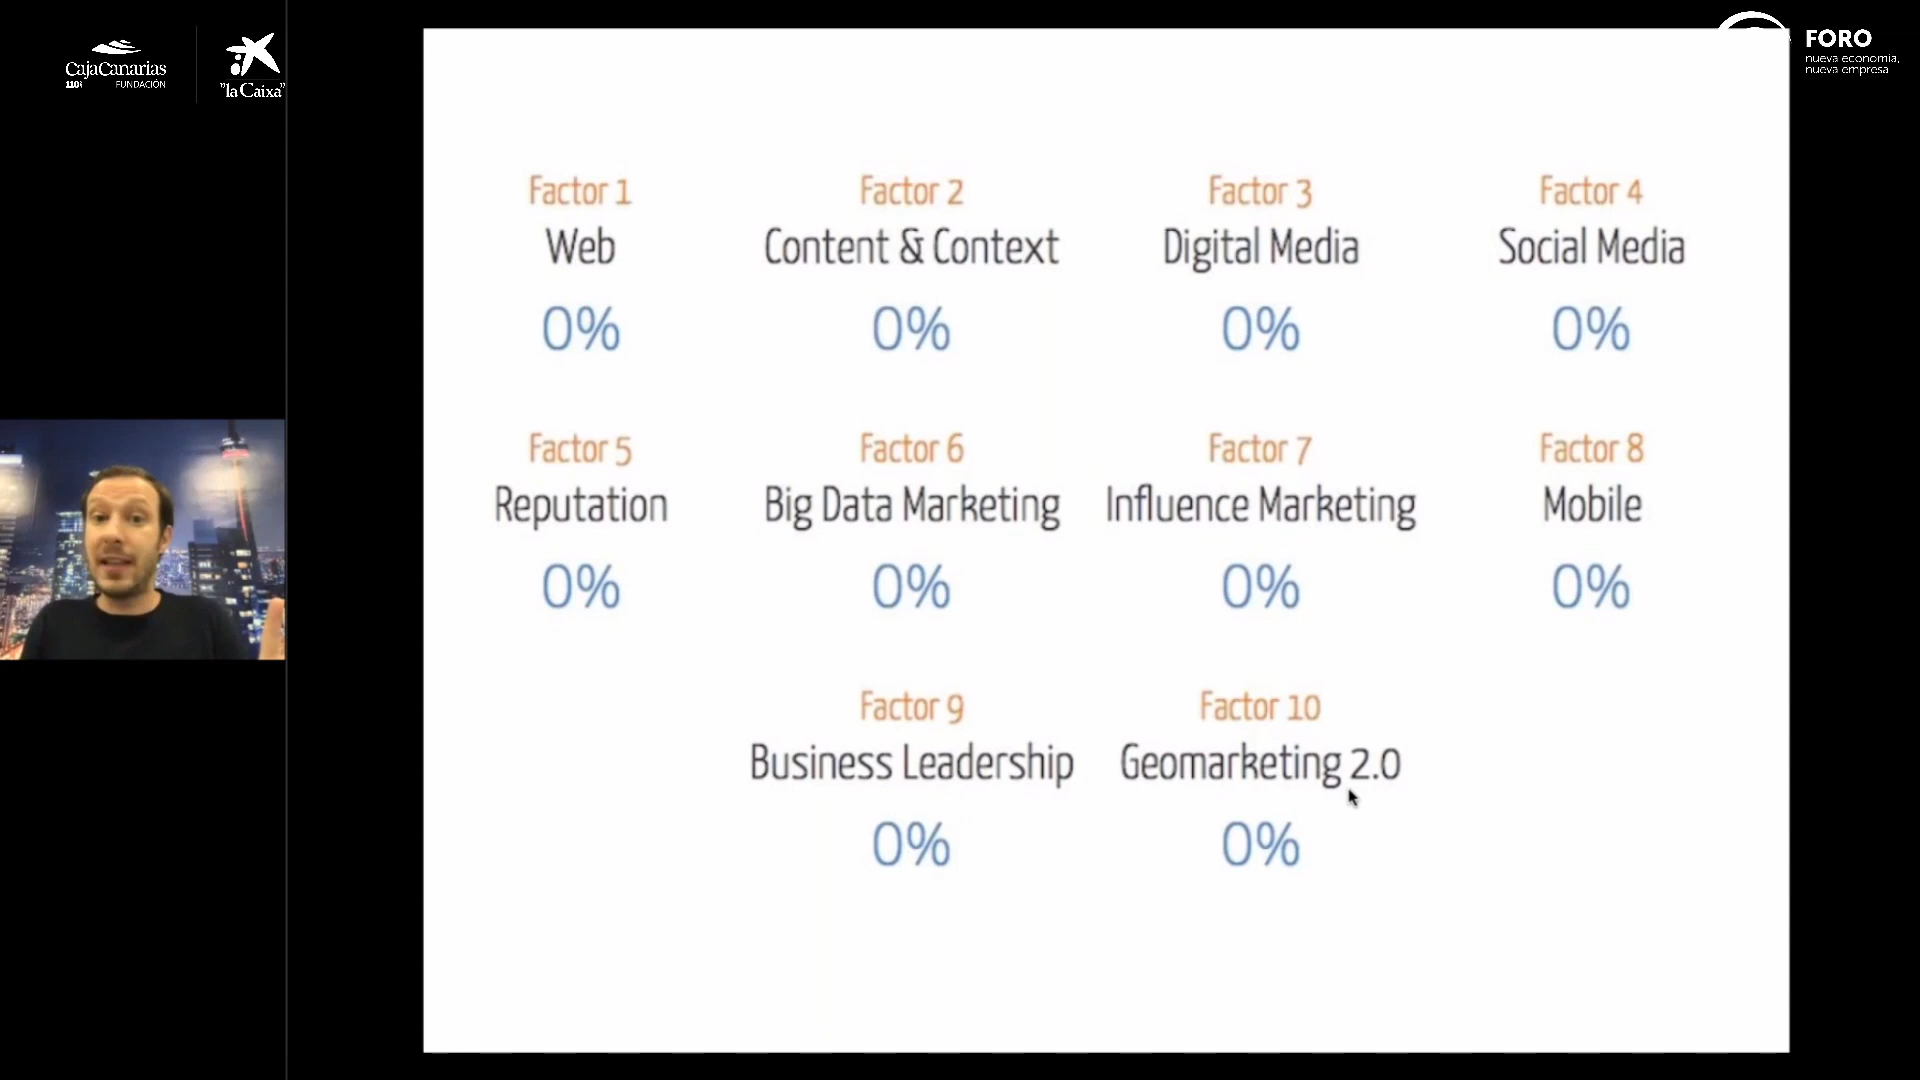 CajaCanarias
FUNDACIÓN
"la Caixa"
FORO
nueva economía,
nueva empresa
Factor 1
Web
0%
Factor 2
Content & Context
0%
Factor 3
Digital Media
0%
Factor 4
Social Media
0%
Factor 5
Reputation
0%
Factor 6
Big Data Marketing
0%
Factor 7
Influence Marketing
0%
Factor 8
Mobile
0%
Factor 9
Business Leadership
0%
Factor 10
Geomarketing 2.0
0%